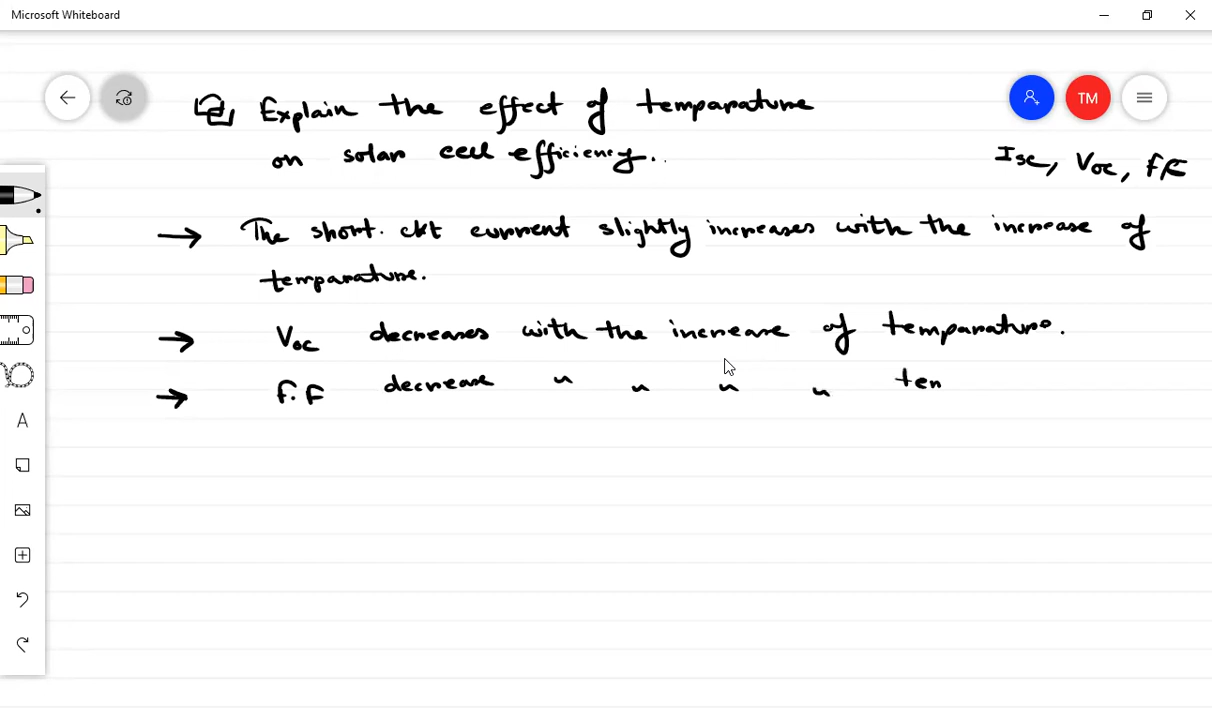 Microsoft Whiteboard
Explain the effect of temparature
on solar cell efficiency..
TM
Isc, Voc, FF
→ The short. ckt current slightly increases with the increase of
temparature.
→ Voc decreases with the increase of temparature.
→ F.F decrease " " " " tem
A